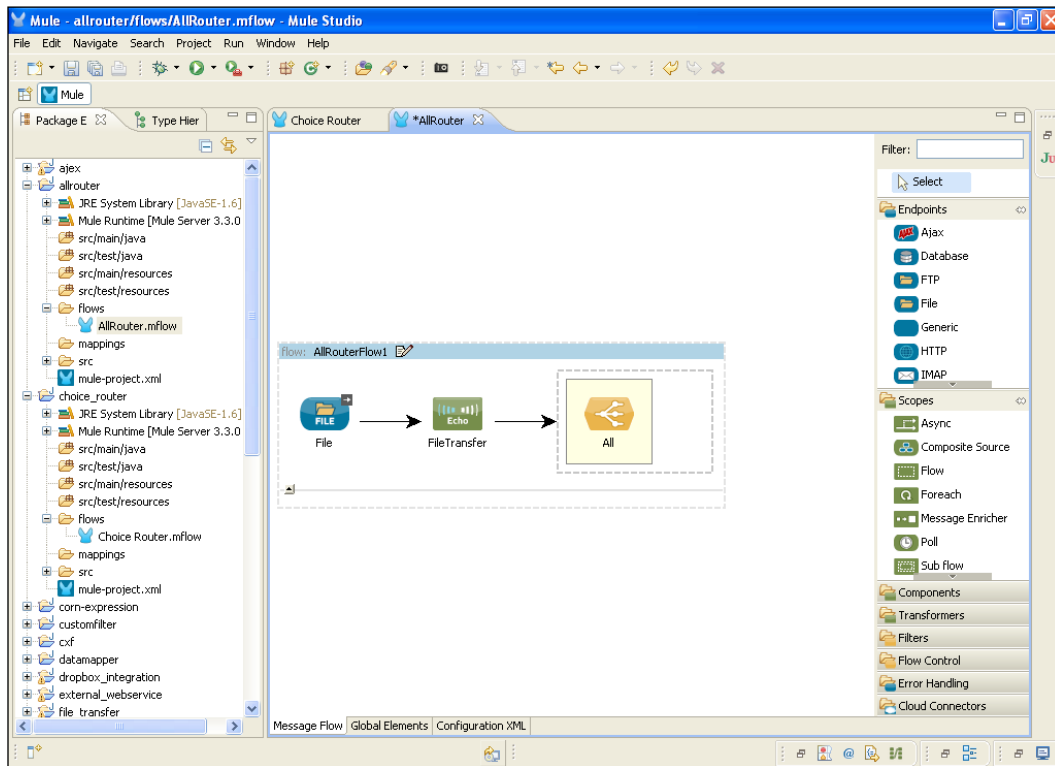 Mule - allrouter/flows/AllRouter.mflow - Mule Studio
File Edit Navigate Search Project Run Window Help
Mule
Package E
Type Hier
ajex
allrouter
JRE System Library [JavaSE-1.6]
Mule Runtime [Mule Server 3.3.0
src/main/java
src/test/java
src/main/resources
src/test/resources
flows
AllRouter.mflow
mappings
src
mule-project.xml
choice_router
JRE System Library [JavaSE-1.6]
Mule Runtime [Mule Server 3.3.0
src/main/java
src/test/java
src/main/resources
src/test/resources
flows
Choice Router.mflow
mappings
src
mule-project.xml
corn-expression
customfilter
cxf
datamapper
dropbox_integration
external_webservice
file_transfer
Choice Router
*AllRouter
flow: AllRouterFlow1
FILE
File
Echo
FileTransfer
All
Message Flow
Global Elements
Configuration XML
Filter:
Select
Endpoints
AJAX
Ajax
Database
FTP
File
Generic
HTTP
IMAP
Scopes
Async
Composite Source
Flow
Foreach
Message Enricher
Poll
Sub flow
Components
Transformers
Filters
Flow Control
Error Handling
Cloud Connectors
Ju